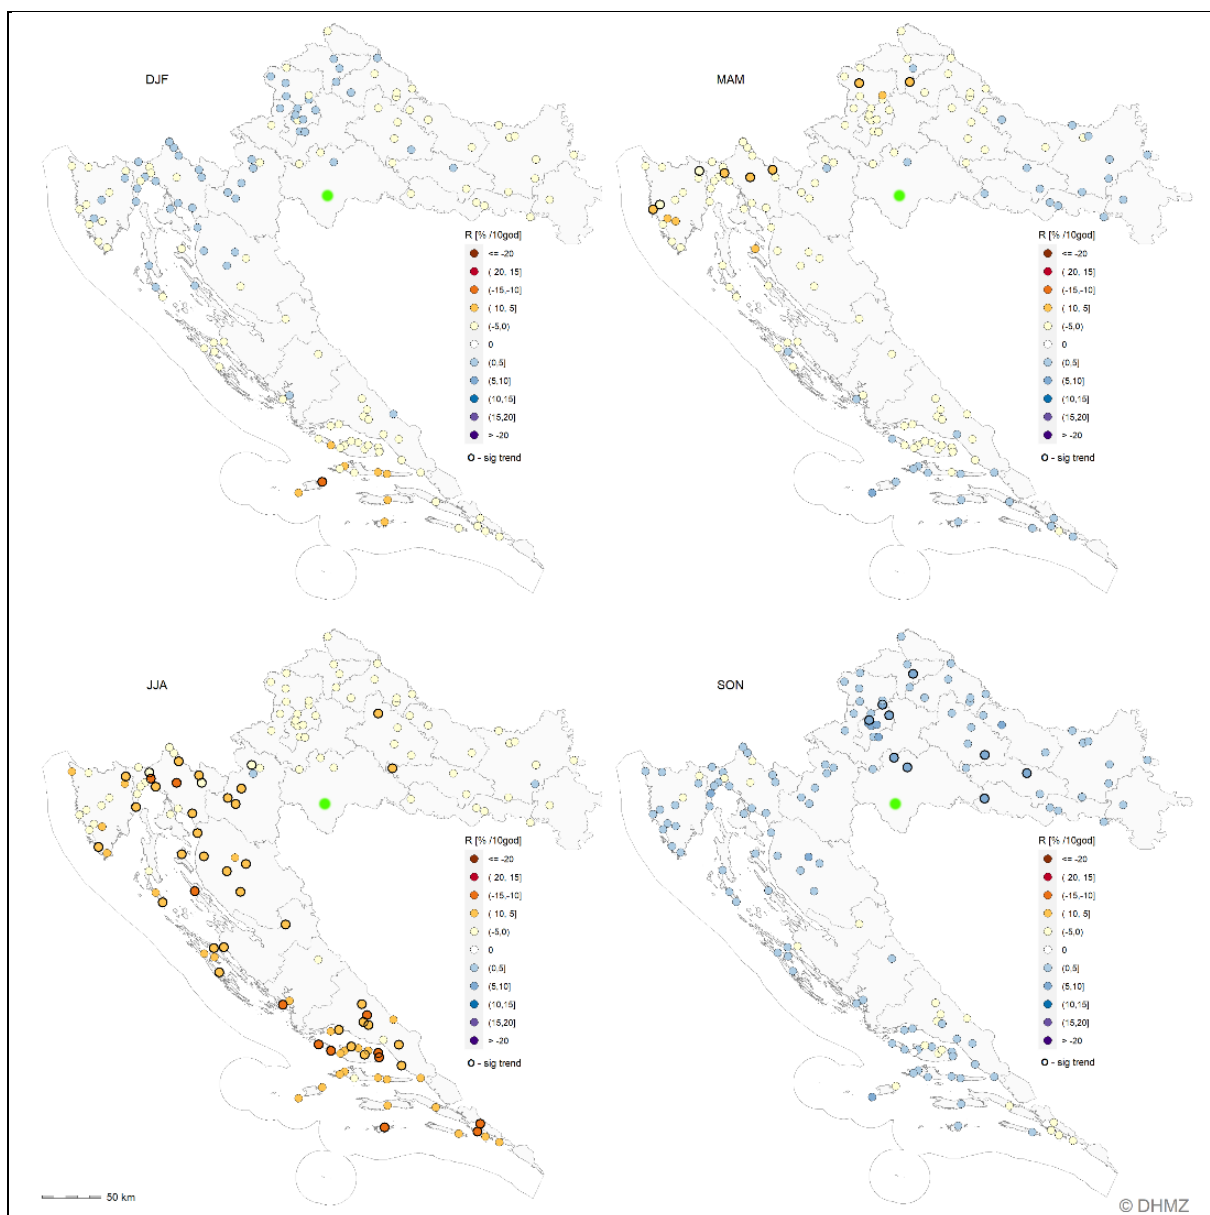 DJF
R [% /10god]
<= -20
( 20, 15]
(-15,-10]
( 10, 5]
(-5,0)
0
(0,5]
(5,10]
(10,15]
(15,20]
> -20
O - sig trend
MAM
R [% /10god]
<= -20
( 20, 15]
(-15,-10]
( 10, 5]
(-5,0)
0
(0,5]
(5,10]
(10,15]
(15,20]
> -20
O - sig trend
JJA
R [% /10god]
<= -20
( 20, 15]
(-15,-10]
( 10, 5]
(-5,0)
0
(0,5]
(5,10]
(10,15]
(15,20]
> -20
O - sig trend
50 km
SON
R [% /10god]
<= -20
( 20, 15]
(-15,-10]
( 10, 5]
(-5,0)
0
(0,5]
(5,10]
(10,15]
(15,20]
> -20
O - sig trend
© DHMZ